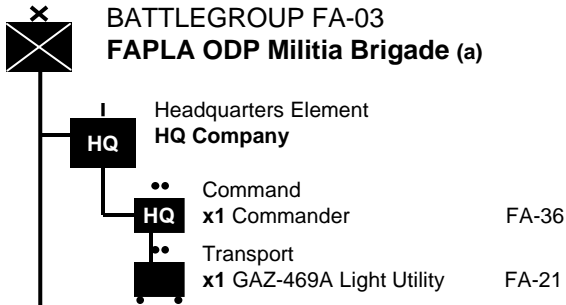 BATTLEGROUP FA-03
FAPLA ODP Militia Brigade (a)
Headquarters Element
HQ Company
HQ
Command
HQ
x1 Commander FA-36
Transport
x1 GAZ-469A Light Utility FA-21